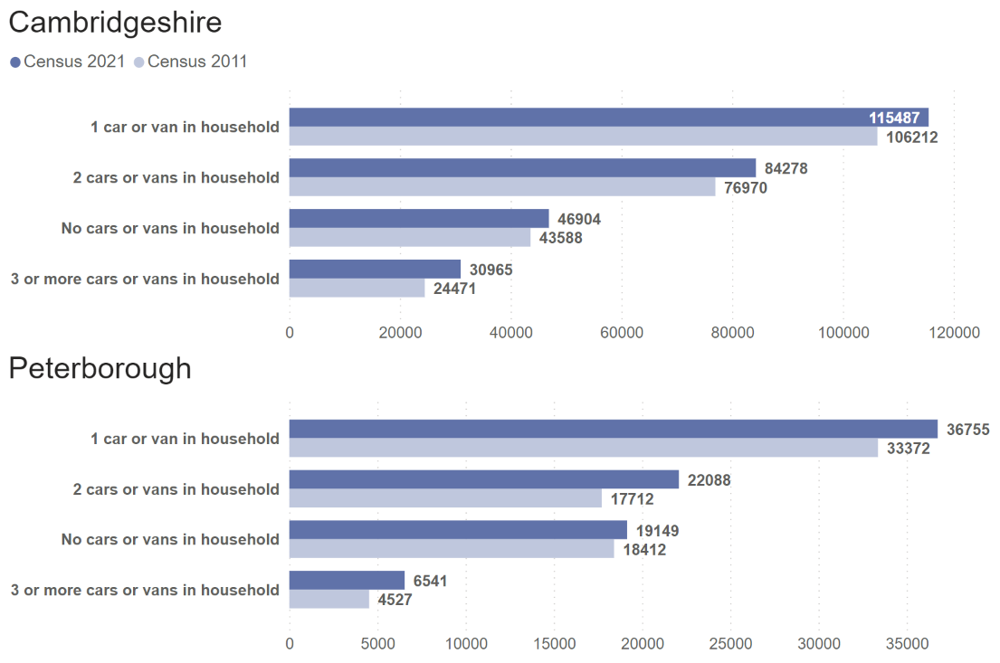 Cambridgeshire
Census 2021 Census 2011
1 car or van in household 115487
106212
2 cars or vans in household 84278
76970
No cars or vans in household 46904
43588
3 or more cars or vans in household 30965
24471
0 20000 40000 60000 80000 100000 120000
Peterborough
1 car or van in household 36755
33372
2 cars or vans in household 22088
17712
No cars or vans in household 19149
18412
3 or more cars or vans in household 6541
4527
0 5000 10000 15000 20000 25000 30000 35000